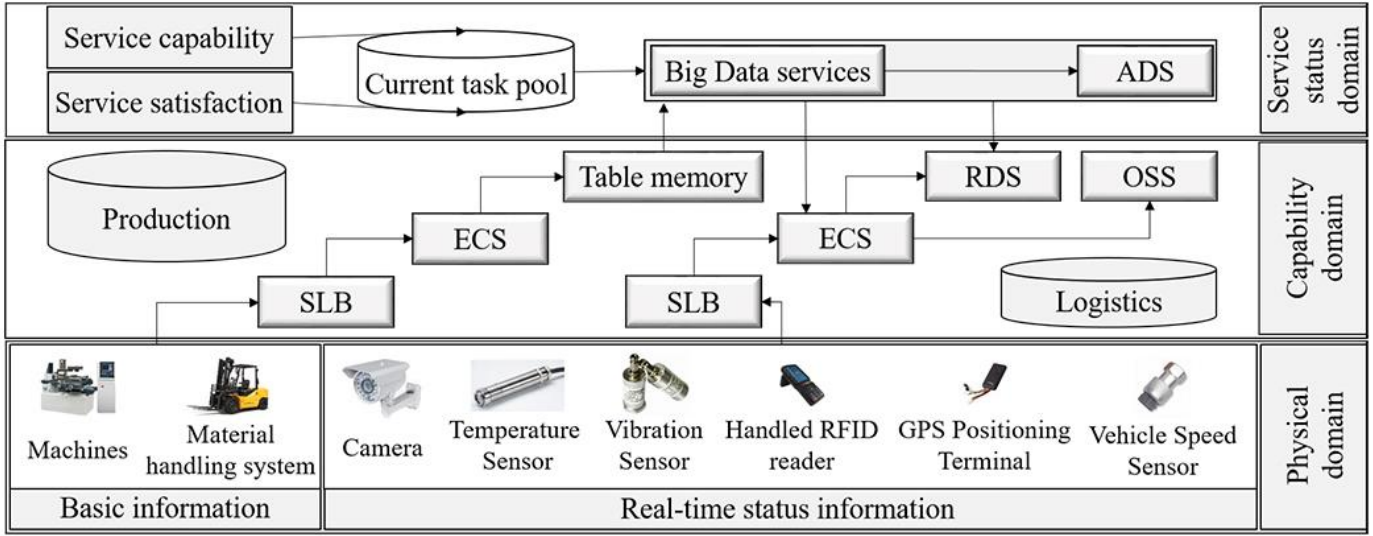 Service capability
Service satisfaction
Current task pool
Big Data services
ADS
Service
status
domain
Production
Table memory
RDS
OSS
ECS
ECS
SLB
SLB
Logistics
Capability
domain
Machines
Material
handling system
Camera
Temperature
Sensor
Vibration
Sensor
Handled RFID
reader
GPS Positioning
Terminal
Vehicle Speed
Sensor
Basic information
Real-time status information
Physical
domain